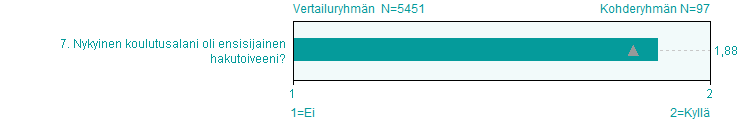 Vertailuryhmän N=5451 Kohderyhmän N=97
7. Nykyinen koulutusalani oli ensisijainen
hakutoiveeni?
1,88
1 2
1=Ei 2=Kyllä